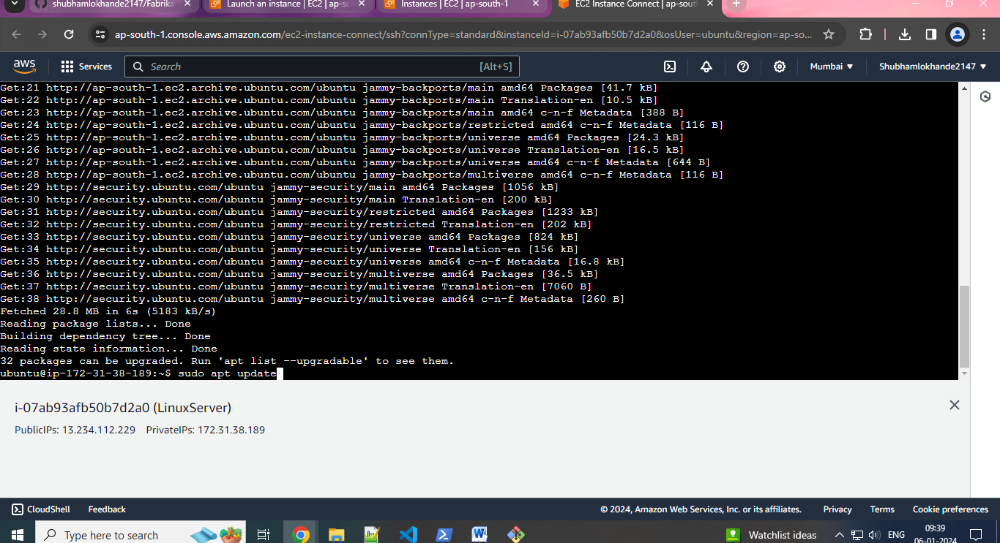 shubhamlokhande2147/Fabrika
Launch an instance | EC2 | ap-so
Instances | EC2 | ap-south-1
EC2 Instance Connect | ap-sout
ap-south-1.console.aws.amazon.com/ec2-instance-connect/ssh?connType=standard&instanceId=i-07ab93afb50b7d2a0&osUser=ubuntu&region=ap-so...
aws Services Search [Alt+S] Mumbai Shubhamlokhande2147
Get:21 http://ap-south-1.ec2.archive.ubuntu.com/ubuntu jammy-backports/main amd64 Packages [41.7 kB]
Get:22 http://ap-south-1.ec2.archive.ubuntu.com/ubuntu jammy-backports/main Translation-en [10.5 kB]
Get:23 http://ap-south-1.ec2.archive.ubuntu.com/ubuntu jammy-backports/main amd64 c-n-f Metadata [388 B]
Get:24 http://ap-south-1.ec2.archive.ubuntu.com/ubuntu jammy-backports/restricted amd64 c-n-f Metadata [116 B]
Get:25 http://ap-south-1.ec2.archive.ubuntu.com/ubuntu jammy-backports/universe amd64 Packages [24.3 kB]
Get:26 http://ap-south-1.ec2.archive.ubuntu.com/ubuntu jammy-backports/universe Translation-en [16.5 kB]
Get:27 http://ap-south-1.ec2.archive.ubuntu.com/ubuntu jammy-backports/universe amd64 c-n-f Metadata [644 B]
Get:28 http://ap-south-1.ec2.archive.ubuntu.com/ubuntu jammy-backports/multiverse amd64 c-n-f Metadata [116 B]
Get:29 http://security.ubuntu.com/ubuntu jammy-security/main amd64 Packages [1056 kB]
Get:30 http://security.ubuntu.com/ubuntu jammy-security/main Translation-en [200 kB]
Get:31 http://security.ubuntu.com/ubuntu jammy-security/restricted amd64 Packages [1233 kB]
Get:32 http://security.ubuntu.com/ubuntu jammy-security/restricted Translation-en [202 kB]
Get:33 http://security.ubuntu.com/ubuntu jammy-security/universe amd64 Packages [824 kB]
Get:34 http://security.ubuntu.com/ubuntu jammy-security/universe Translation-en [156 kB]
Get:35 http://security.ubuntu.com/ubuntu jammy-security/universe amd64 c-n-f Metadata [16.8 kB]
Get:36 http://security.ubuntu.com/ubuntu jammy-security/multiverse amd64 Packages [36.5 kB]
Get:37 http://security.ubuntu.com/ubuntu jammy-security/multiverse Translation-en [7060 B]
Get:38 http://security.ubuntu.com/ubuntu jammy-security/multiverse amd64 c-n-f Metadata [260 B]
Fetched 28.8 MB in 6s (5183 kB/s)
Reading package lists... Done
Building dependency tree... Done
Reading state information... Done
32 packages can be upgraded. Run 'apt list --upgradable' to see them.
ubuntu@ip-172-31-38-189:~$ sudo apt update
i-07ab93afb50b7d2a0 (LinuxServer)
PublicIPs: 13.234.112.229 PrivateIPs: 172.31.38.189
CloudShell Feedback © 2024, Amazon Web Services, Inc. or its affiliates. Privacy Terms Cookie preferences
Type here to search Watchlist ideas ENG 09:39
06-01-2024